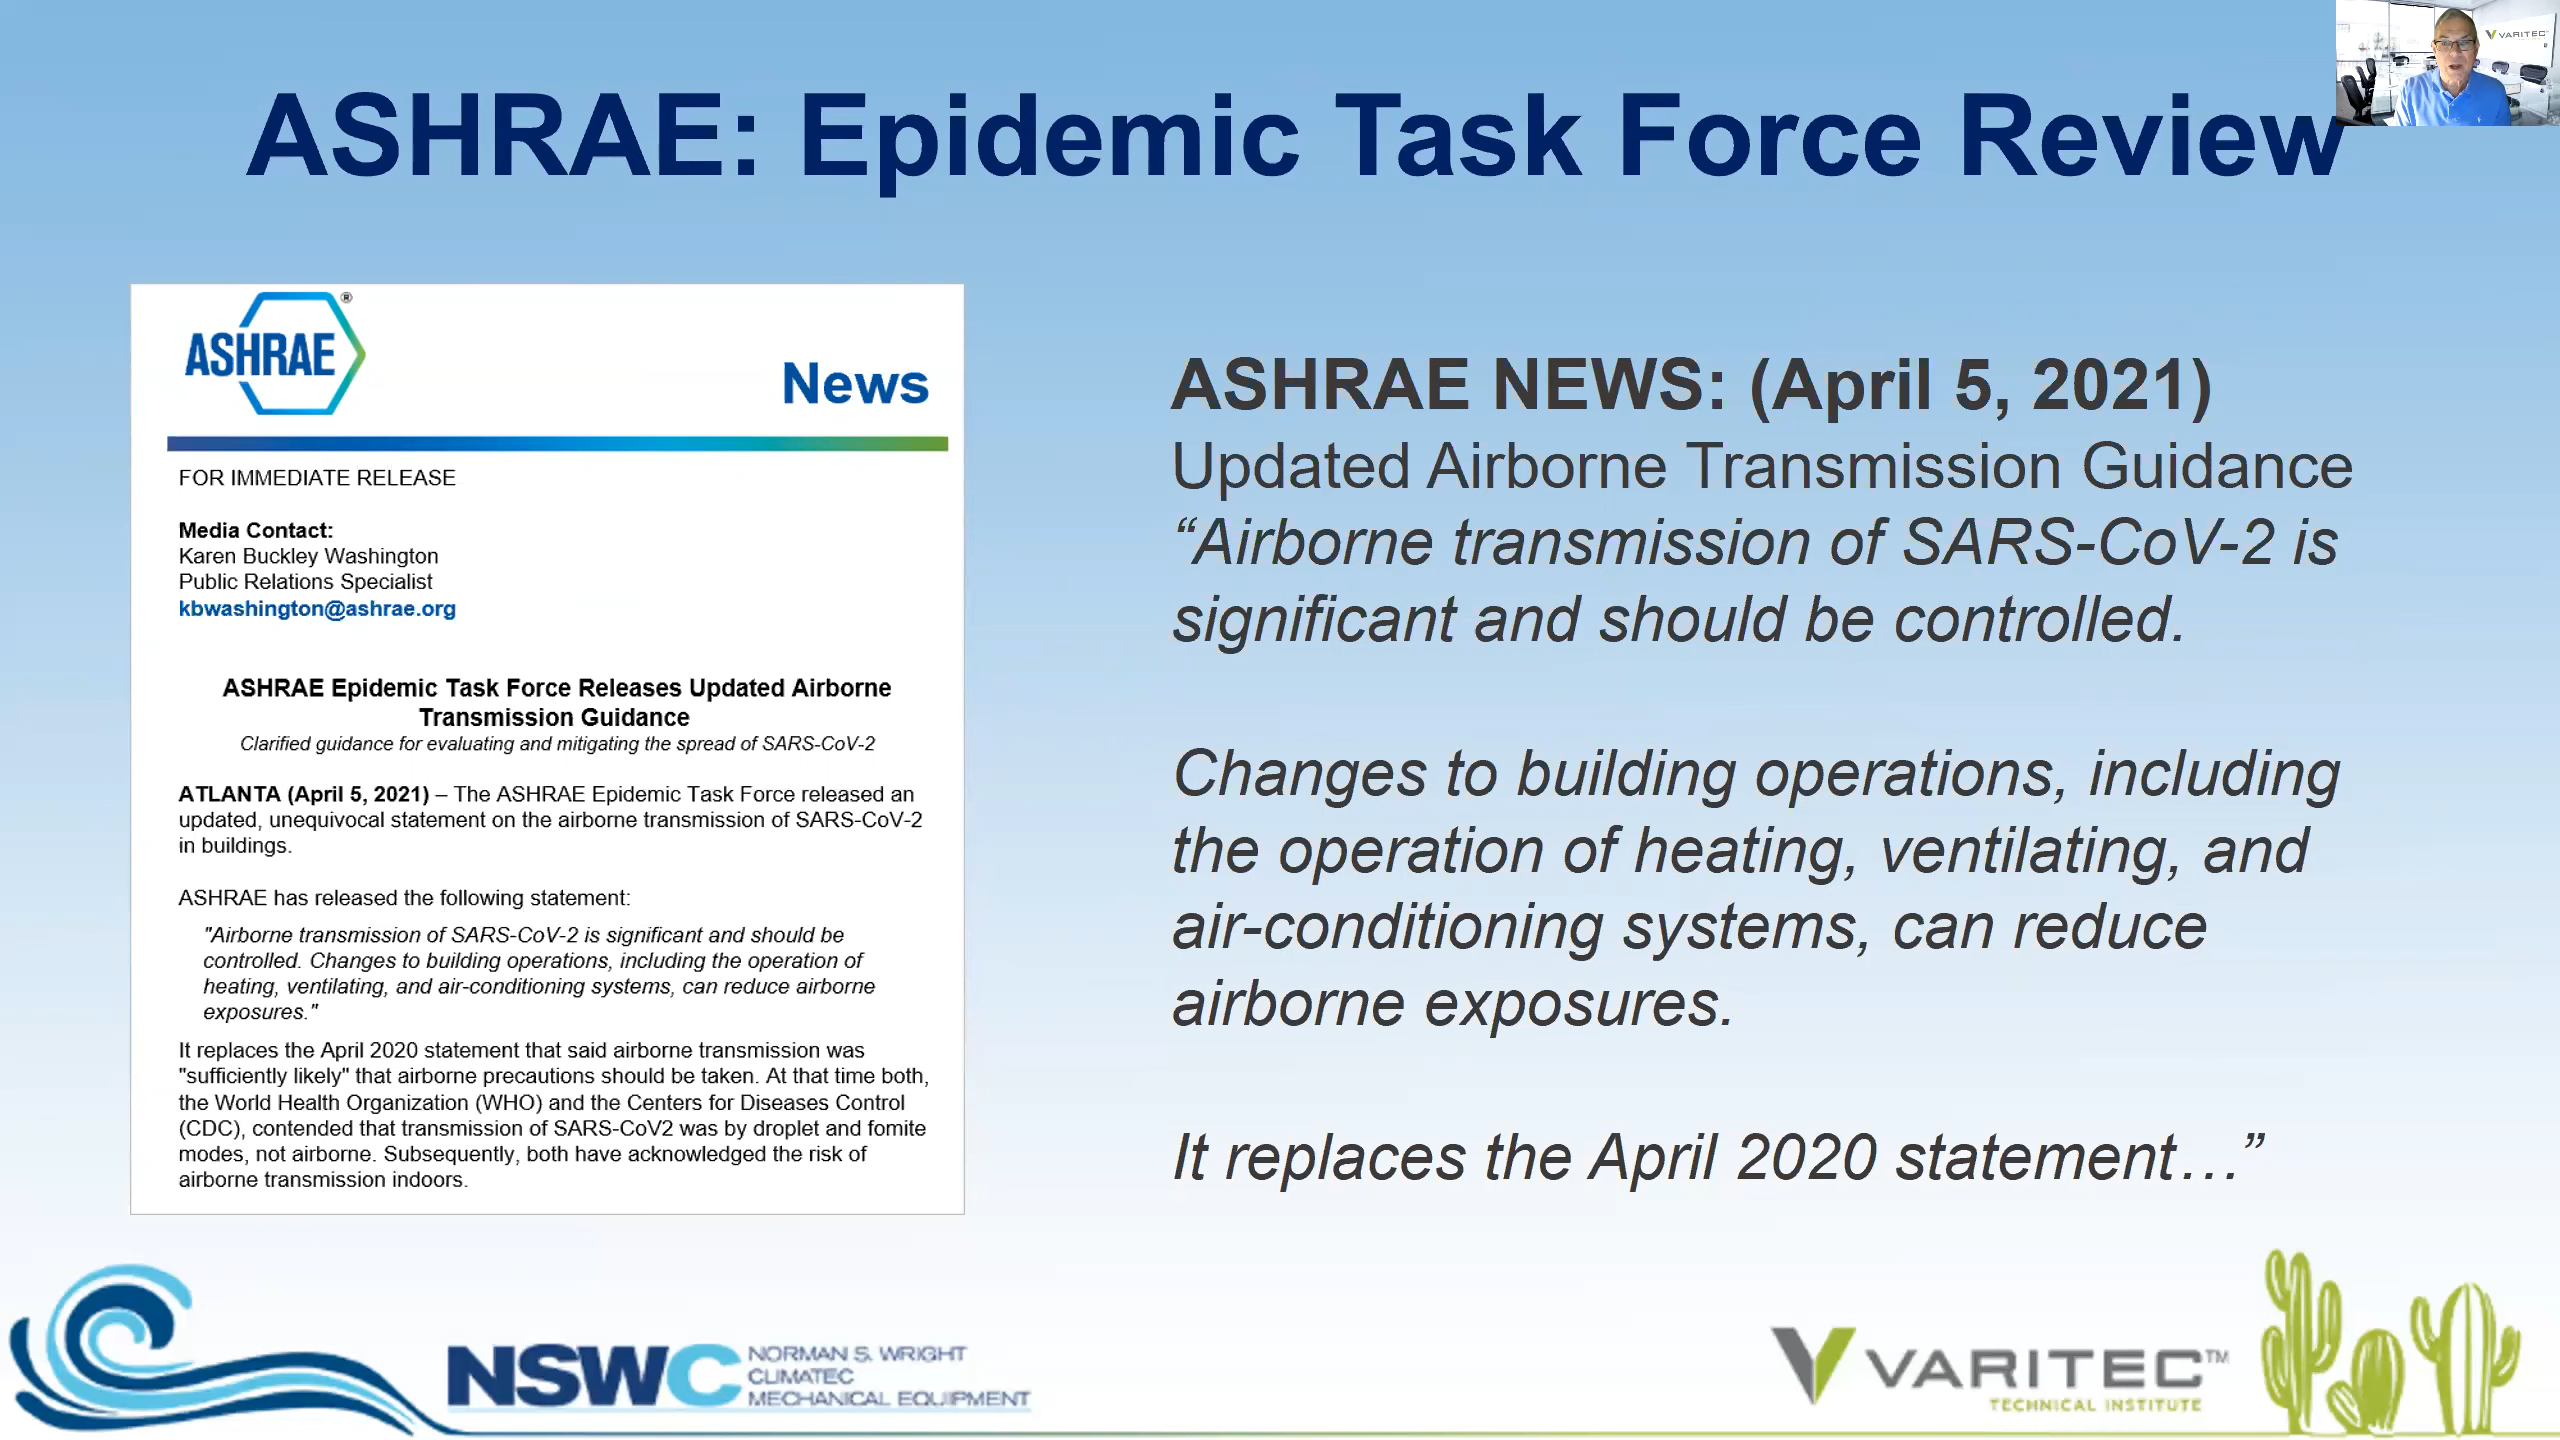 VARITEC
ASHRAE: Epidemic Task Force Review
ASHRAE®
News
FOR IMMEDIATE RELEASE
Media Contact:
Karen Buckley Washington
Public Relations Specialist
kbwashington@ashrae.org
ASHRAE Epidemic Task Force Releases Updated Airborne
Transmission Guidance
Clarified guidance for evaluating and mitigating the spread of SARS-CoV-2
ATLANTA (April 5, 2021) – The ASHRAE Epidemic Task Force released an
updated, unequivocal statement on the airborne transmission of SARS-CoV-2
in buildings.
ASHRAE has released the following statement:
"Airborne transmission of SARS-CoV-2 is significant and should be
controlled. Changes to building operations, including the operation of
heating, ventilating, and air-conditioning systems, can reduce airborne
exposures."
It replaces the April 2020 statement that said airborne transmission was
"sufficiently likely" that airborne precautions should be taken. At that time both,
the World Health Organization (WHO) and the Centers for Diseases Control
(CDC), contended that transmission of SARS-CoV2 was by droplet and fomite
modes, not airborne. Subsequently, both have acknowledged the risk of
airborne transmission indoors.
ASHRAE NEWS: (April 5, 2021)
Updated Airborne Transmission Guidance
“Airborne transmission of SARS-CoV-2 is
significant and should be controlled.
Changes to building operations, including
the operation of heating, ventilating, and
air-conditioning systems, can reduce
airborne exposures.
It replaces the April 2020 statement…”
NSWC
NORMAN S. WRIGHT
CLIMATEC
MECHANICAL EQUIPMENT
VARITEC™
TECHNICAL INSTITUTE